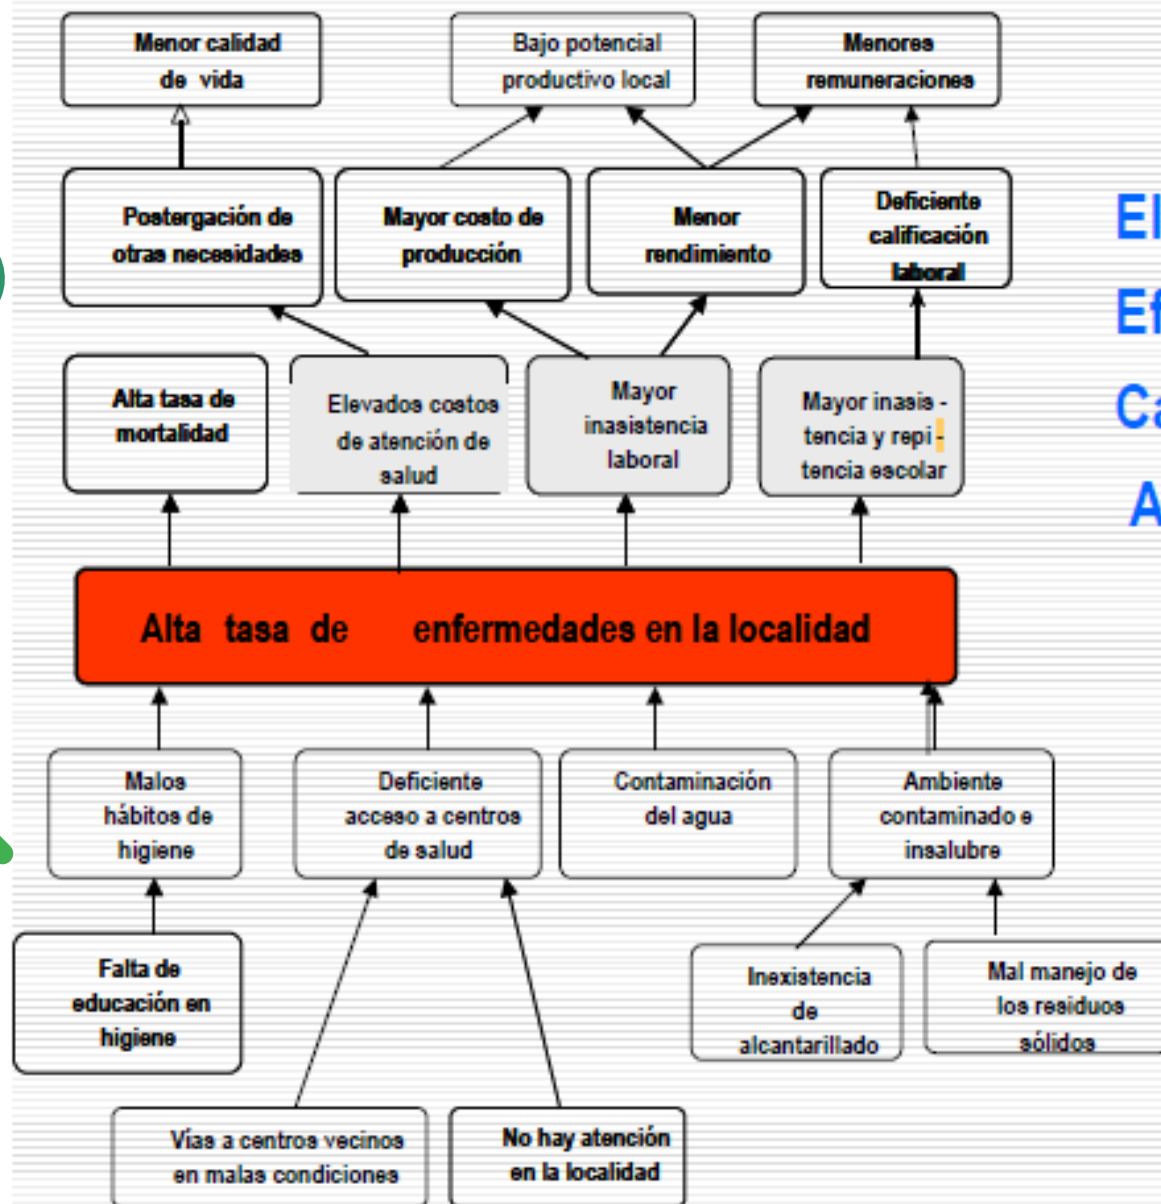 Menor calidad
de vida
Bajo potencial
productivo local
Menores
remuneraciones
Postergación de
otras necesidades
Mayor costo de
producción
Menor
rendimiento
Deficiente
calificación
laboral
El
Ef
Ca
A
Alta tasa de
mortalidad
Elevados costos
de atención de
salud
Mayor
inasistencia
laboral
Mayor inasis -
tencia y repi -
tencia escolar
Alta tasa de enfermedades en la localidad
Malos
hábitos de
higiene
Deficiente
acceso a centros
de salud
Contaminación
del agua
Ambiente
contaminado e
insalubre
Falta de
educación en
higiene
Inexistencia
de
alcantarillado
Mal manejo de
los residuos
sólidos
Vías a centros vecinos
en malas condiciones
No hay atención
en la localidad